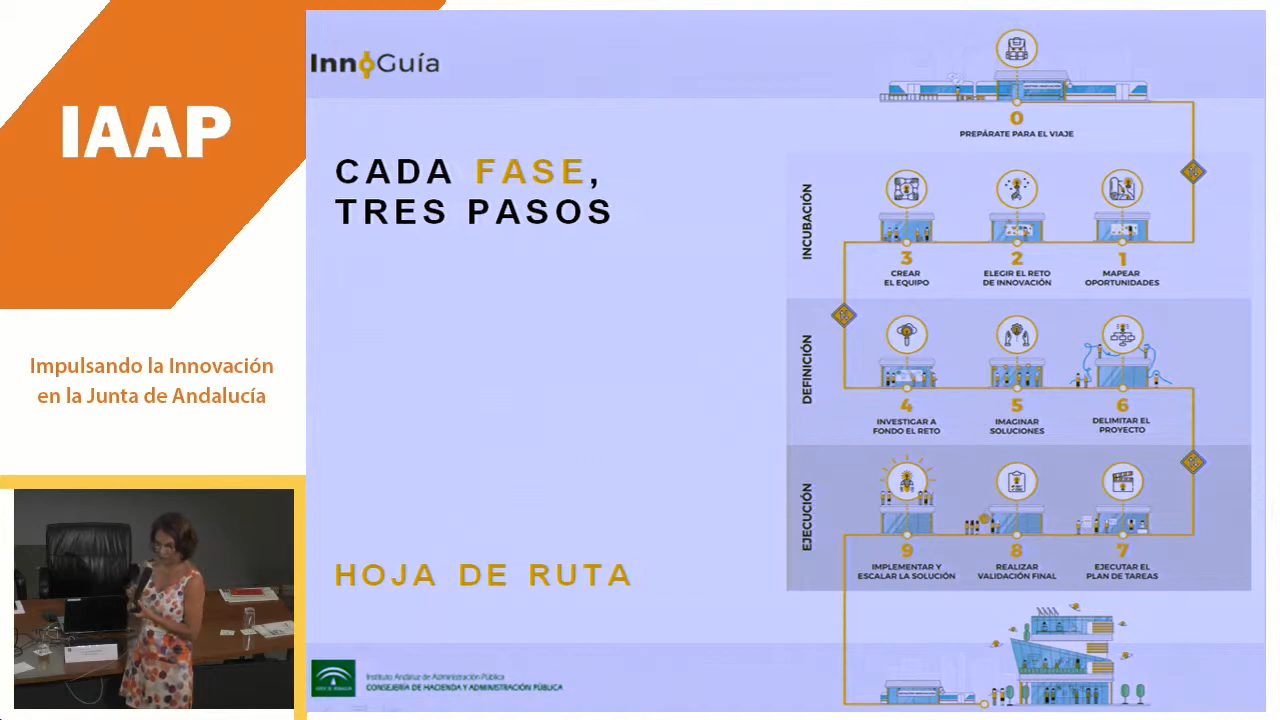 IAAP
Impulsando la Innovación
en la Junta de Andalucía
InnoGuía
CADA FASE,
TRES PASOS
HOJA DE RUTA
0
PREPÁRATE PARA EL VIAJE
INCUBACIÓN
3
CREAR
EL EQUIPO
2
ELEGIR EL RETO
DE INNOVACIÓN
1
MAPEAR
OPORTUNIDADES
DEFINICIÓN
4
INVESTIGAR A
FONDO EL RETO
5
IMAGINAR
SOLUCIONES
6
DELIMITAR EL
PROYECTO
EJECUCIÓN
9
IMPLEMENTAR Y
ESCALAR LA SOLUCIÓN
8
REALIZAR
VALIDACIÓN FINAL
7
EJECUTAR EL
PLAN DE TAREAS
Instituto Andaluz de Administración Pública
CONSEJERÍA DE HACIENDA Y ADMINISTRACIÓN PÚBLICA